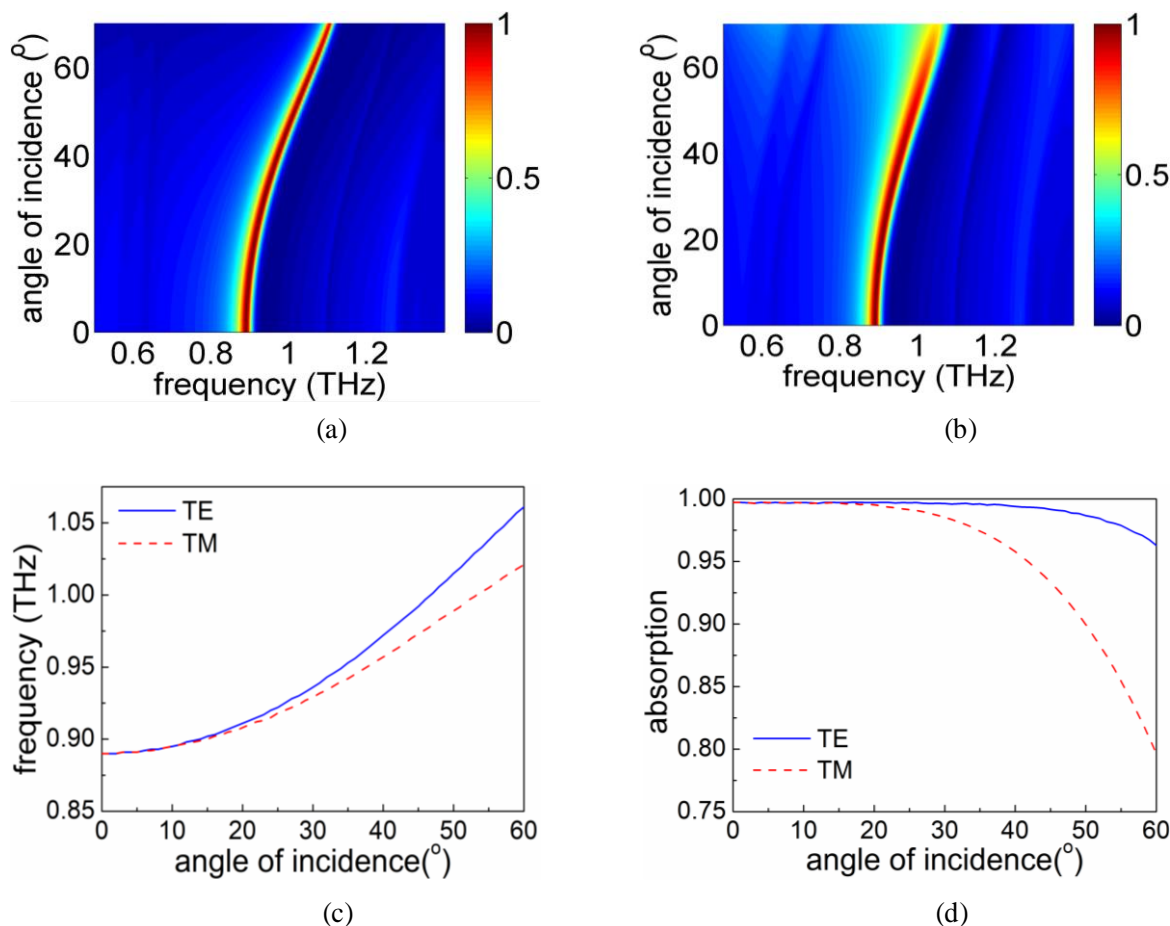 1
60
40
20
0
angle of incidence (°)
0.6 0.8 1 1.2
frequency (THz)
1
0.5
0
(a)
60
40
20
0
angle of incidence (°)
0.6 0.8 1 1.2
frequency (THz)
1
0.5
0
(b)
TE
TM
1.05
1.00
0.95
0.90
0.85
frequency (THz)
0 10 20 30 40 50 60
angle of incidence(°)
(c)
1.00
0.95
0.90
0.85
0.80
0.75
absorption
TE
TM
0 10 20 30 40 50 60
angle of incidence(°)
(d)